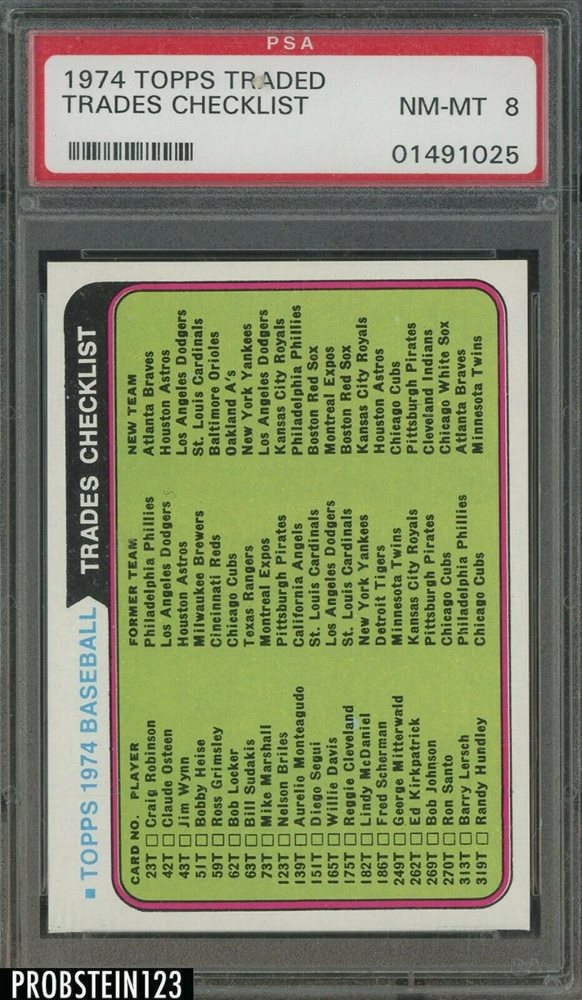 PSA
1974 TOPPS TRADED
TRADES CHECKLIST NM-MT 8
01491025
TOPPS 1974 BASEBALL TRADES CHECKLIST
CARD NO. PLAYER FORMER TEAM NEW TEAM
23T Craig Robinson Philadelphia Phillies Atlanta Braves
42T Claude Osteen Los Angeles Dodgers Houston Astros
43T Jim Wynn Houston Astros Los Angeles Dodgers
51T Bobby Heise Milwaukee Brewers St. Louis Cardinals
59T Ross Grimsley Cincinnati Reds Baltimore Orioles
62T Bob Locker Chicago Cubs Oakland A's
63T Bill Sudakis Texas Rangers New York Yankees
73T Mike Marshall Montreal Expos Los Angeles Dodgers
123T Nelson Briles Pittsburgh Pirates Kansas City Royals
139T Aurelio Monteagudo California Angels Philadelphia Phillies
151T Diego Segui St. Louis Cardinals Boston Red Sox
165T Willie Davis Los Angeles Dodgers Montreal Expos
175T Reggie Cleveland St. Louis Cardinals Boston Red Sox
182T Lindy McDaniel New York Yankees Kansas City Royals
186T Fred Scherman Detroit Tigers Houston Astros
249T George Mitterwald Minnesota Twins Chicago Cubs
262T Ed Kirkpatrick Kansas City Royals Pittsburgh Pirates
269T Bob Johnson Pittsburgh Pirates Cleveland Indians
270T Ron Santo Chicago Cubs Chicago White Sox
313T Barry Lersch Philadelphia Phillies Atlanta Braves
319T Randy Hundley Chicago Cubs Minnesota Twins
PROBSTEIN123